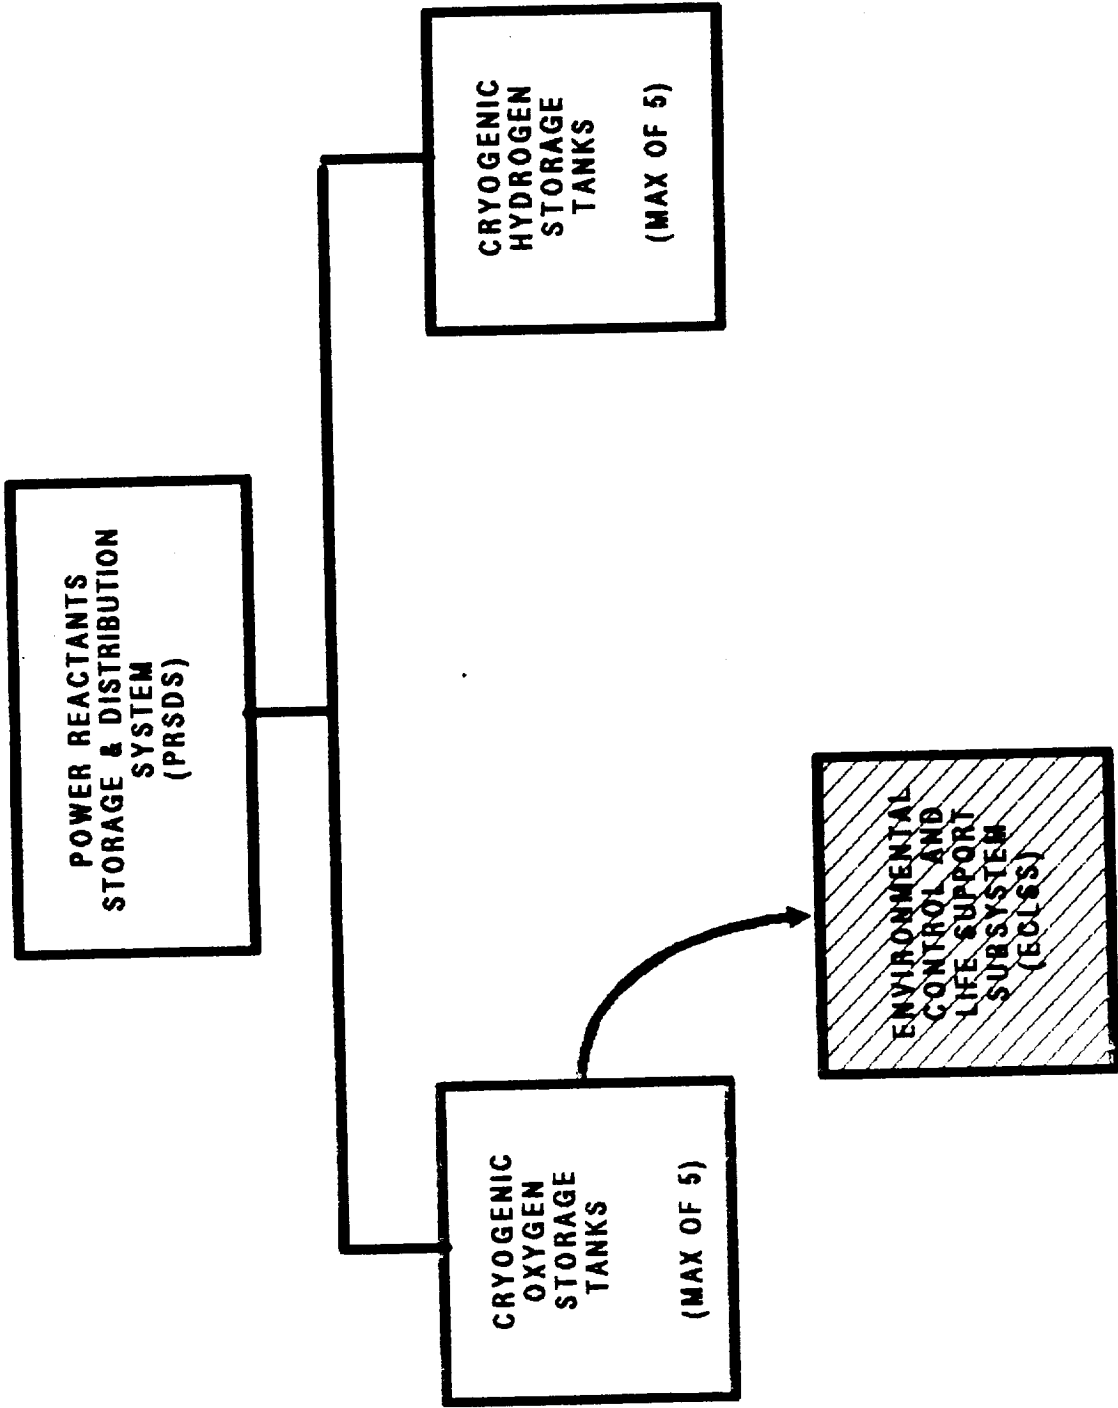 POWER REACTANTS
STORAGE & DISTRIBUTION
SYSTEM
(PRSDS)
CRYOGENIC
OXYGEN
STORAGE
TANKS
(MAX OF 5)
CRYOGENIC
HYDROGEN
STORAGE
TANKS
(MAX OF 5)
ENVIRONMENTAL
CONTROL AND
LIFE SUPPORT
SUBSYSTEM
(ECLSS)